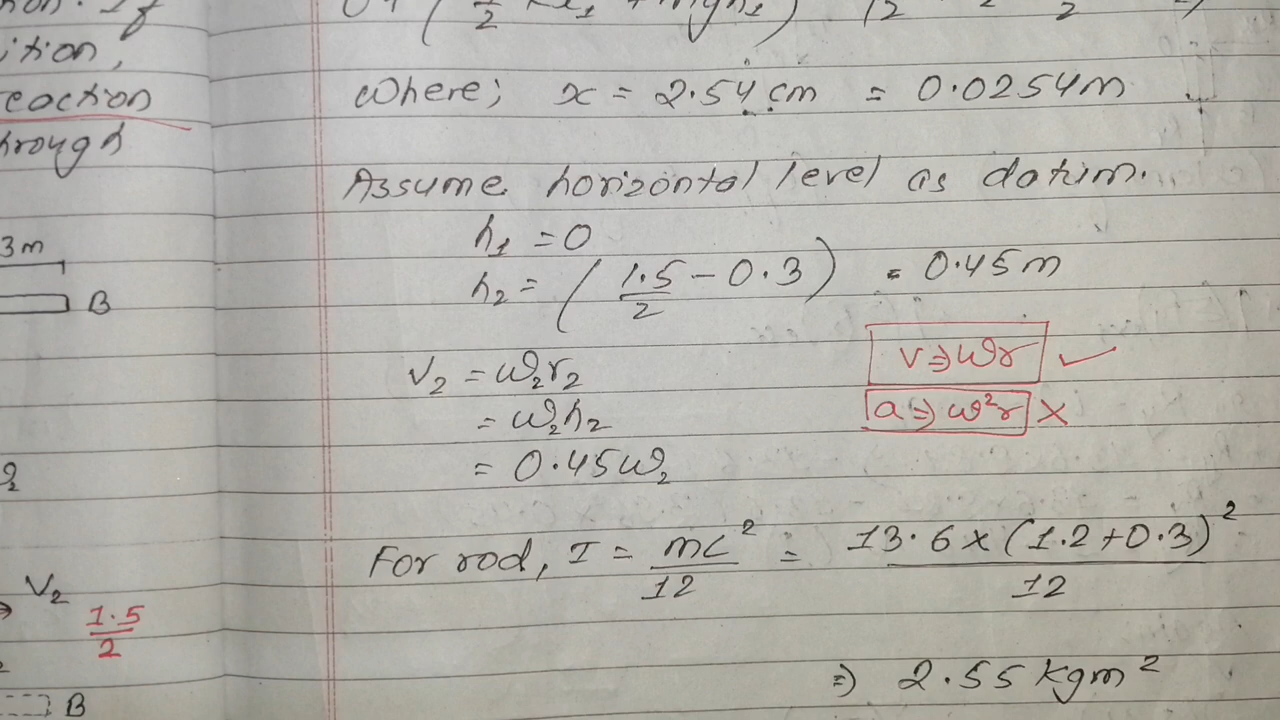 ition,
eaction
hrough
3m
B
V₂
1.5/2
B
Where; x = 2.54 cm = 0.0254m
Assume horizontal level as datum.
h₁ = 0
h₂ = (1.5/2 - 0.3) = 0.45m
V₂ = ω₂r₂
= ω₂h₂
= 0.45ω₂
V⇒ωr ✓
a⇒ω²r ×
For rod, I = mL²/12 = 13.6×(1.2+0.3)²/12
⇒ 2.55 kgm²